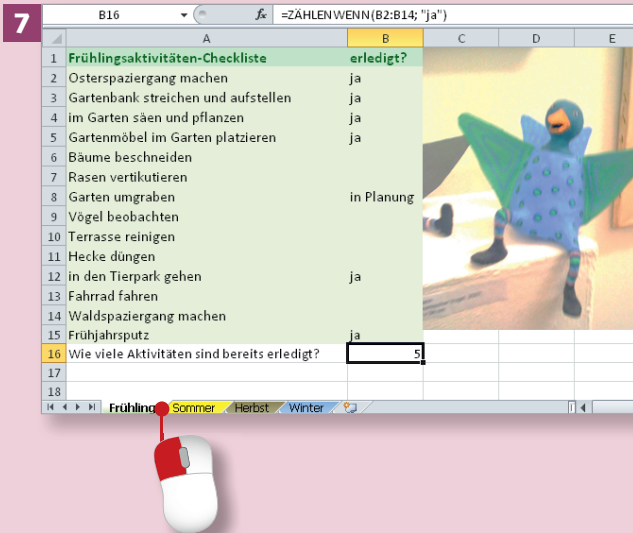 7
B16 fx =ZÄHLENWENN(B2:B14; "ja")
A B C D E
1 Frühlingsaktivitäten-Checkliste erledigt?
2 Osterspaziergang machen ja
3 Gartenbank streichen und aufstellen ja
4 im Garten säen und pflanzen ja
5 Gartenmöbel im Garten platzieren ja
6 Bäume beschneiden
7 Rasen vertikutieren
8 Garten umgraben in Planung
9 Vögel beobachten
10 Terrasse reinigen
11 Hecke düngen
12 in den Tierpark gehen ja
13 Fahrrad fahren
14 Waldspaziergang machen
15 Frühjahrsputz ja
16 Wie viele Aktivitäten sind bereits erledigt? 5
17
18
Frühling Sommer Herbst Winter